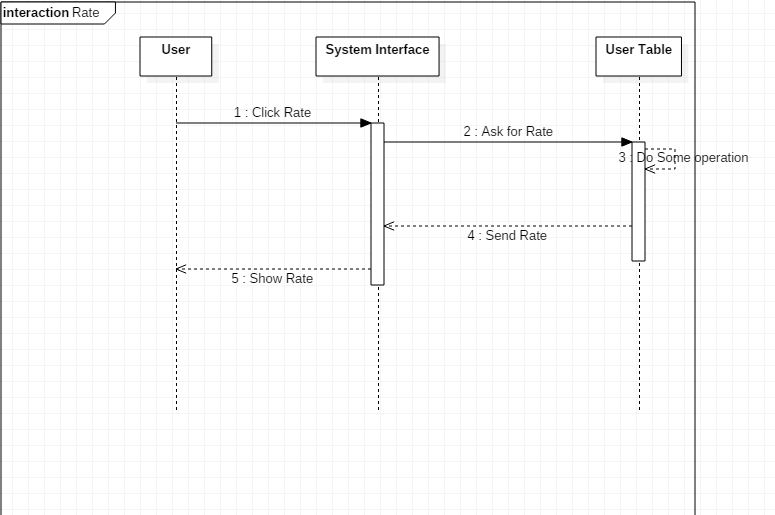 interaction Rate
User
System Interface
User Table
1 : Click Rate
2 : Ask for Rate
3 : Do Some operation
4 : Send Rate
5 : Show Rate